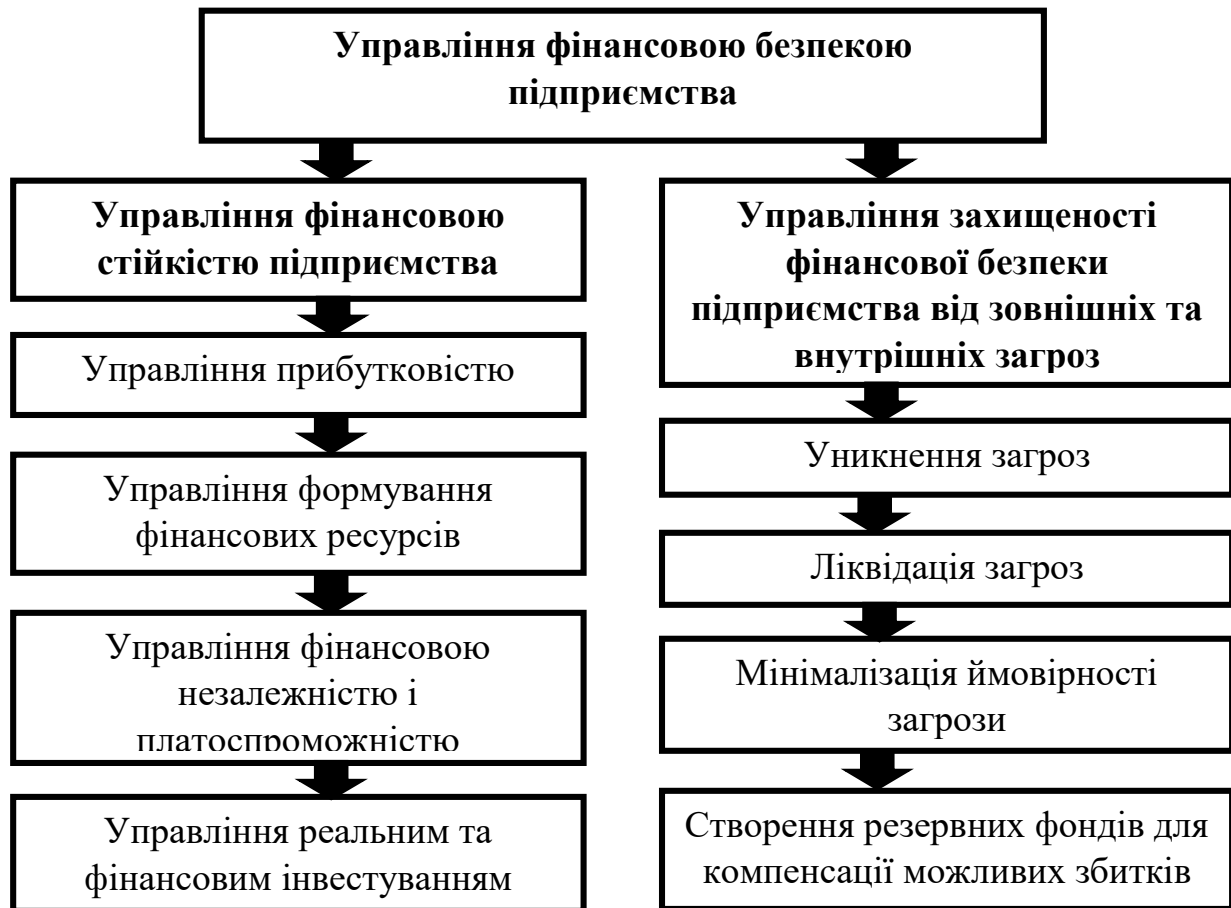 Управління фінансовою безпекою
підприємства
Управління фінансовою
стійкістю підприємства
Управління прибутковістю
Управління формування
фінансових ресурсів
Управління фінансовою
незалежністю і
платоспроможністю
Управління реальним та
фінансовим інвестуванням
Управління захищеності
фінансової безпеки
підприємства від зовнішніх та
внутрішніх загроз
Уникнення загроз
Ліквідація загроз
Мінімалізація ймовірності
загрози
Створення резервних фондів для
компенсації можливих збитків